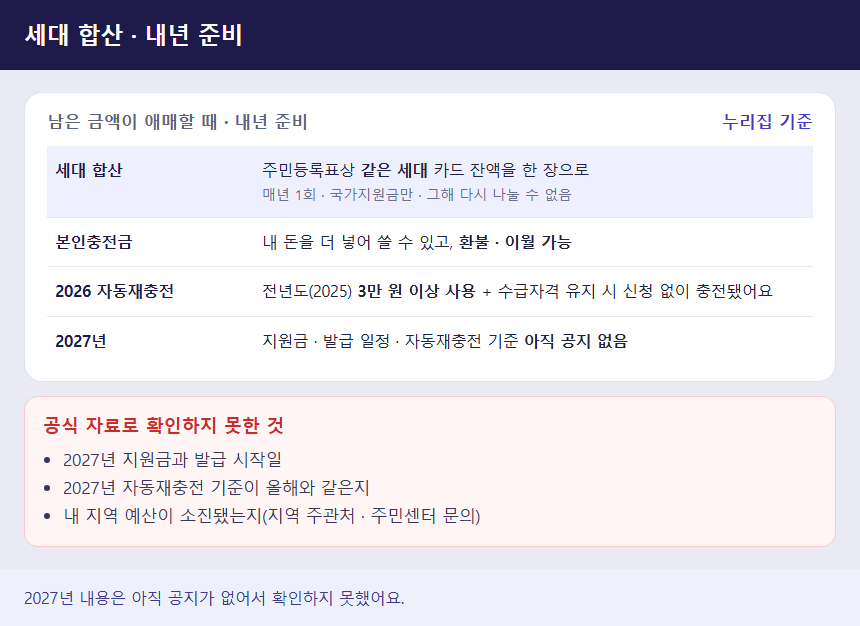 세대 합산 · 내년 준비
남은 금액이 애매할 때 · 내년 준비
누리집 기준
세대 합산
주민등록표상 같은 세대 카드 잔액을 한 장으로
매년 1회 · 국가지원금만 · 그해 다시 나눌 수 없음
본인충전금
내 돈을 더 넣어 쓸 수 있고, 환불 · 이월 가능
2026 자동재충전
전년도(2025) 3만 원 이상 사용 + 수급자격 유지 시 신청 없이 충전됐어요
2027년
지원금 · 발급 일정 · 자동재충전 기준 아직 공지 없음
공식 자료로 확인하지 못한 것
• 2027년 지원금과 발급 시작일
• 2027년 자동재충전 기준이 올해와 같은지
• 내 지역 예산이 소진됐는지(지역 주관처 · 주민센터 문의)
2027년 내용은 아직 공지가 없어서 확인하지 못했어요.